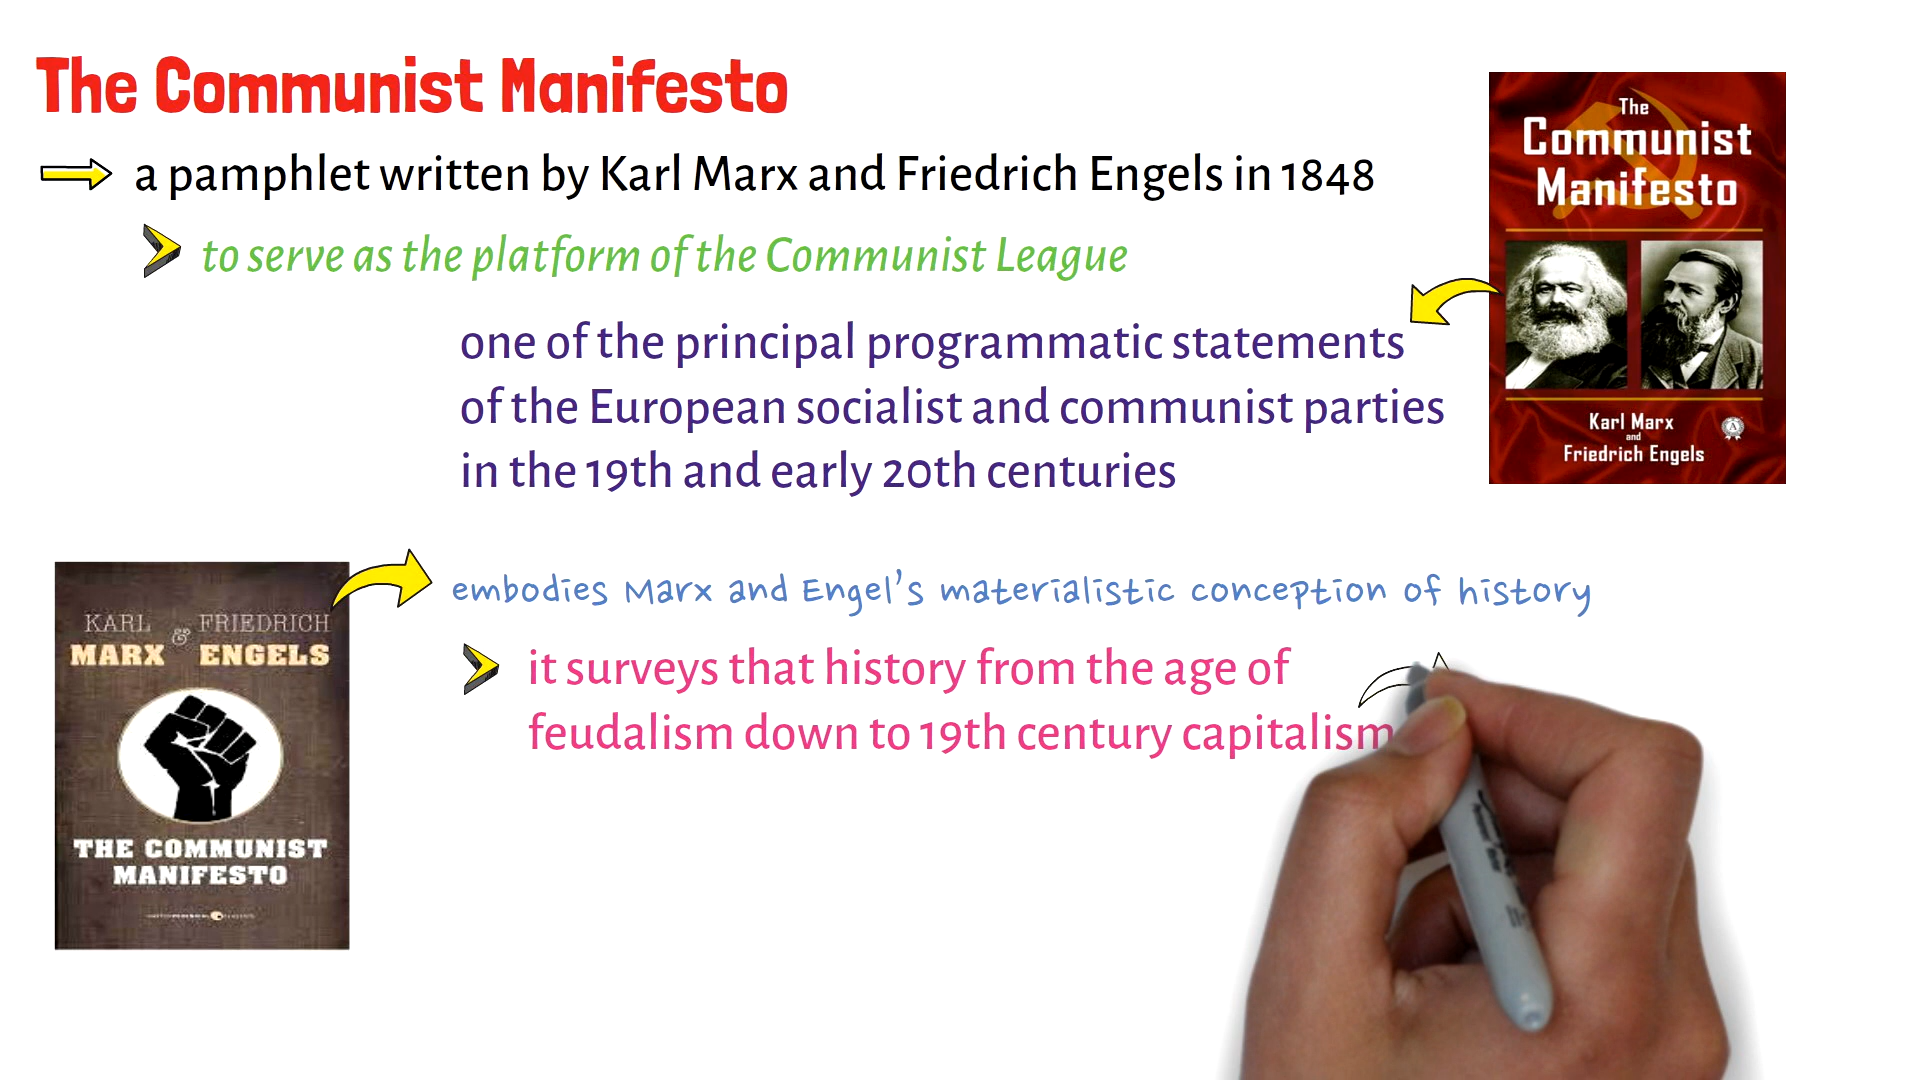 The Communist Manifesto
a pamphlet written by Karl Marx and Friedrich Engels in 1848
to serve as the platform of the Communist League
one of the principal programmatic statements
of the European socialist and communist parties
in the 19th and early 20th centuries
The
Communist
Manifesto
Karl Marx
and
Friedrich Engels
embodies Marx and Engel's materialistic conception of history
it surveys that history from the age of
feudalism down to 19th century capitalism
KARL & FRIEDRICH
MARX ENGELS
THE COMMUNIST
MANIFESTO